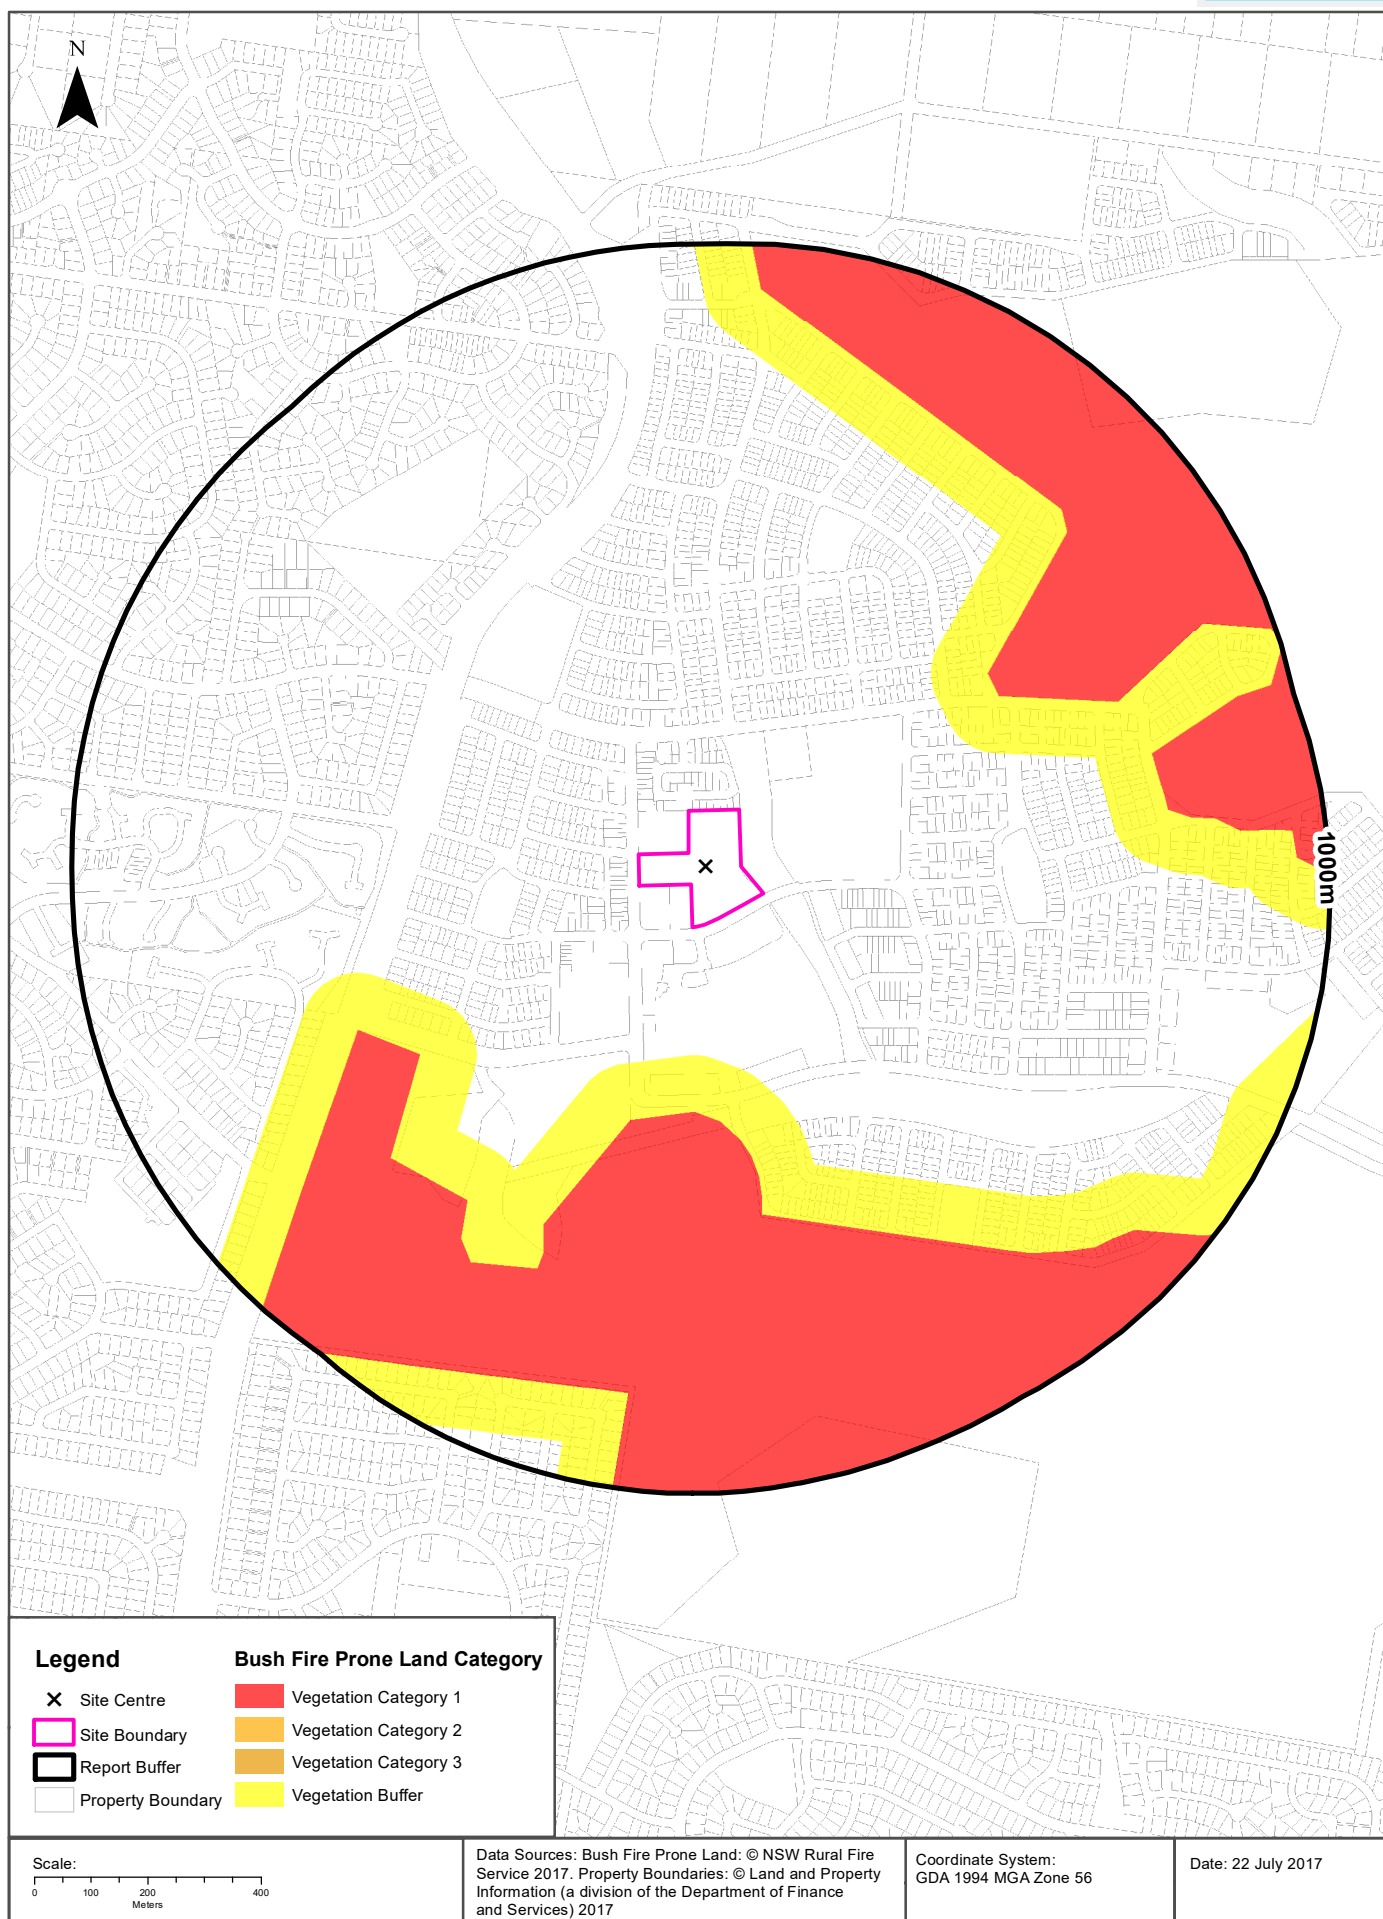 N
1000m
Legend
Site Centre
Site Boundary
Report Buffer
Property Boundary
Bush Fire Prone Land Category
Vegetation Category 1
Vegetation Category 2
Vegetation Category 3
Vegetation Buffer
Scale:
0 100 200 400
Meters
Data Sources: Bush Fire Prone Land: © NSW Rural Fire
Service 2017. Property Boundaries: © Land and Property
Information (a division of the Department of Finance
and Services) 2017
Coordinate System:
GDA 1994 MGA Zone 56
Date: 22 July 2017